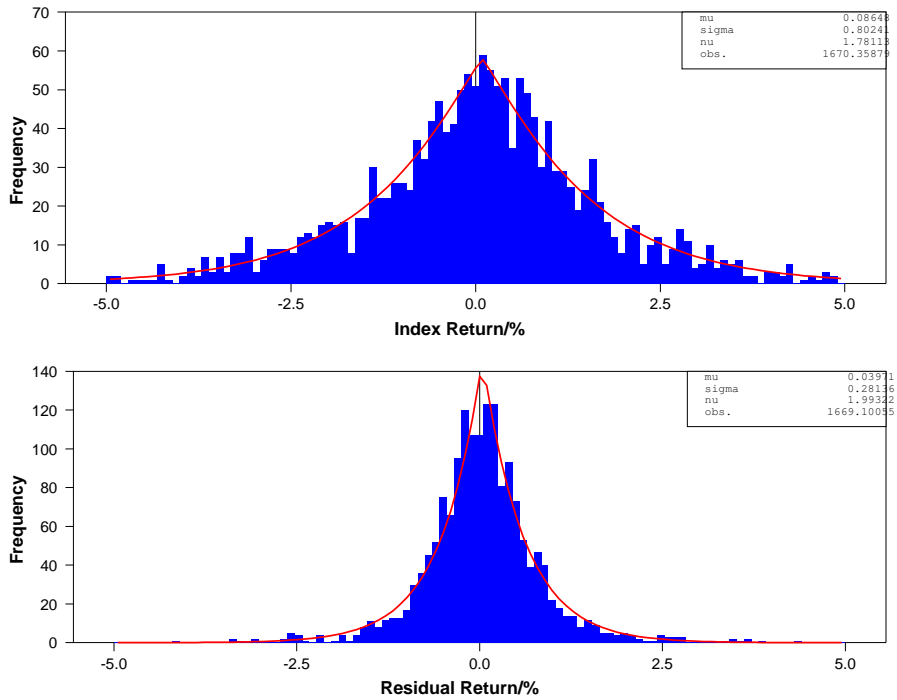 70
60
50
40
30
20
10
0
Frequency
mu 0.08648
sigma 0.80241
nu 1.78113
obs. 1670.35879
-5.0 -2.5 0.0 2.5 5.0
Index Return/%
140
120
100
80
60
40
20
0
Frequency
mu 0.03971
sigma 0.28136
nu 1.99322
obs. 1669.10055
-5.0 -2.5 0.0 2.5 5.0
Residual Return/%